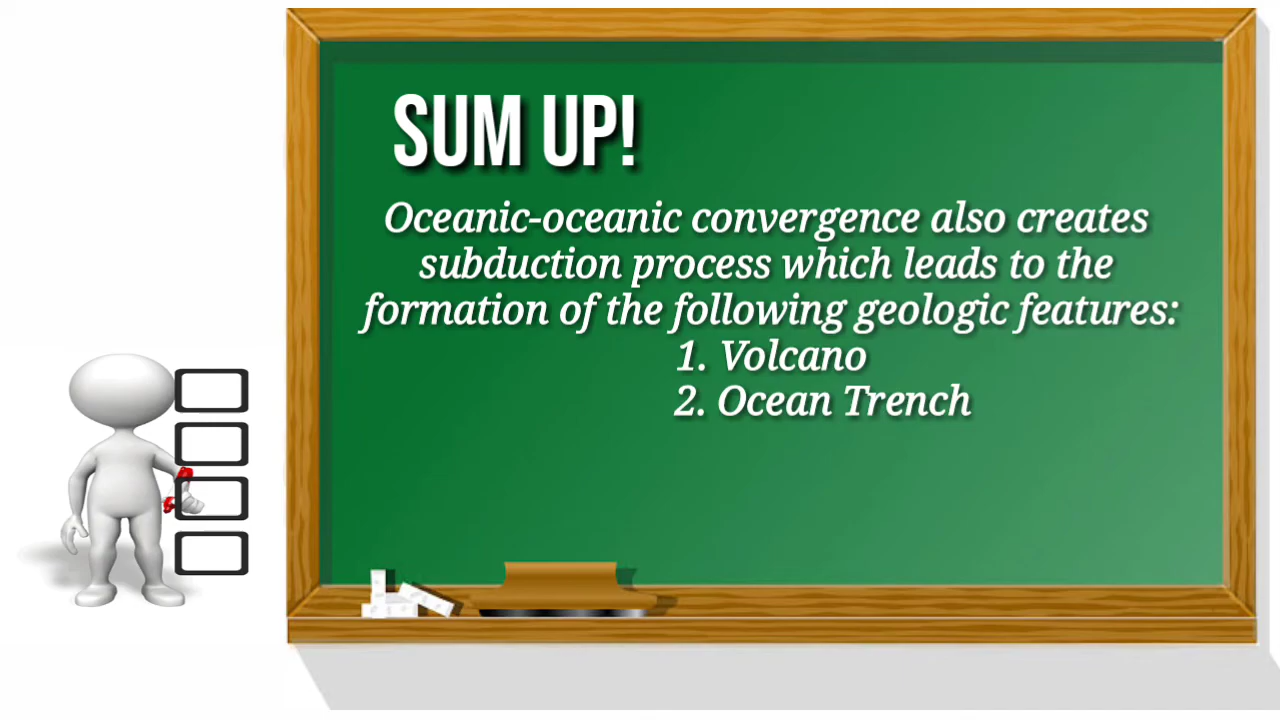 SUM UP!
Oceanic-oceanic convergence also creates
subduction process which leads to the
formation of the following geologic features:
1. Volcano
2. Ocean Trench